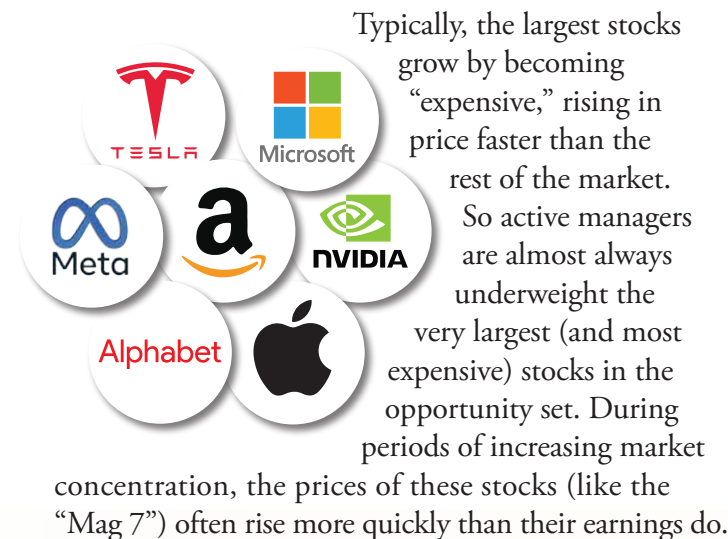 Typically, the largest stocks
grow by becoming
“expensive,” rising in
price faster than the
rest of the market.
So active managers
are almost always
underweight the
very largest (and most
expensive) stocks in the
opportunity set. During
periods of increasing market
concentration, the prices of these stocks (like the
“Mag 7”) often rise more quickly than their earnings do.
TESLA
Microsoft
Meta
a
NVIDIA
Alphabet